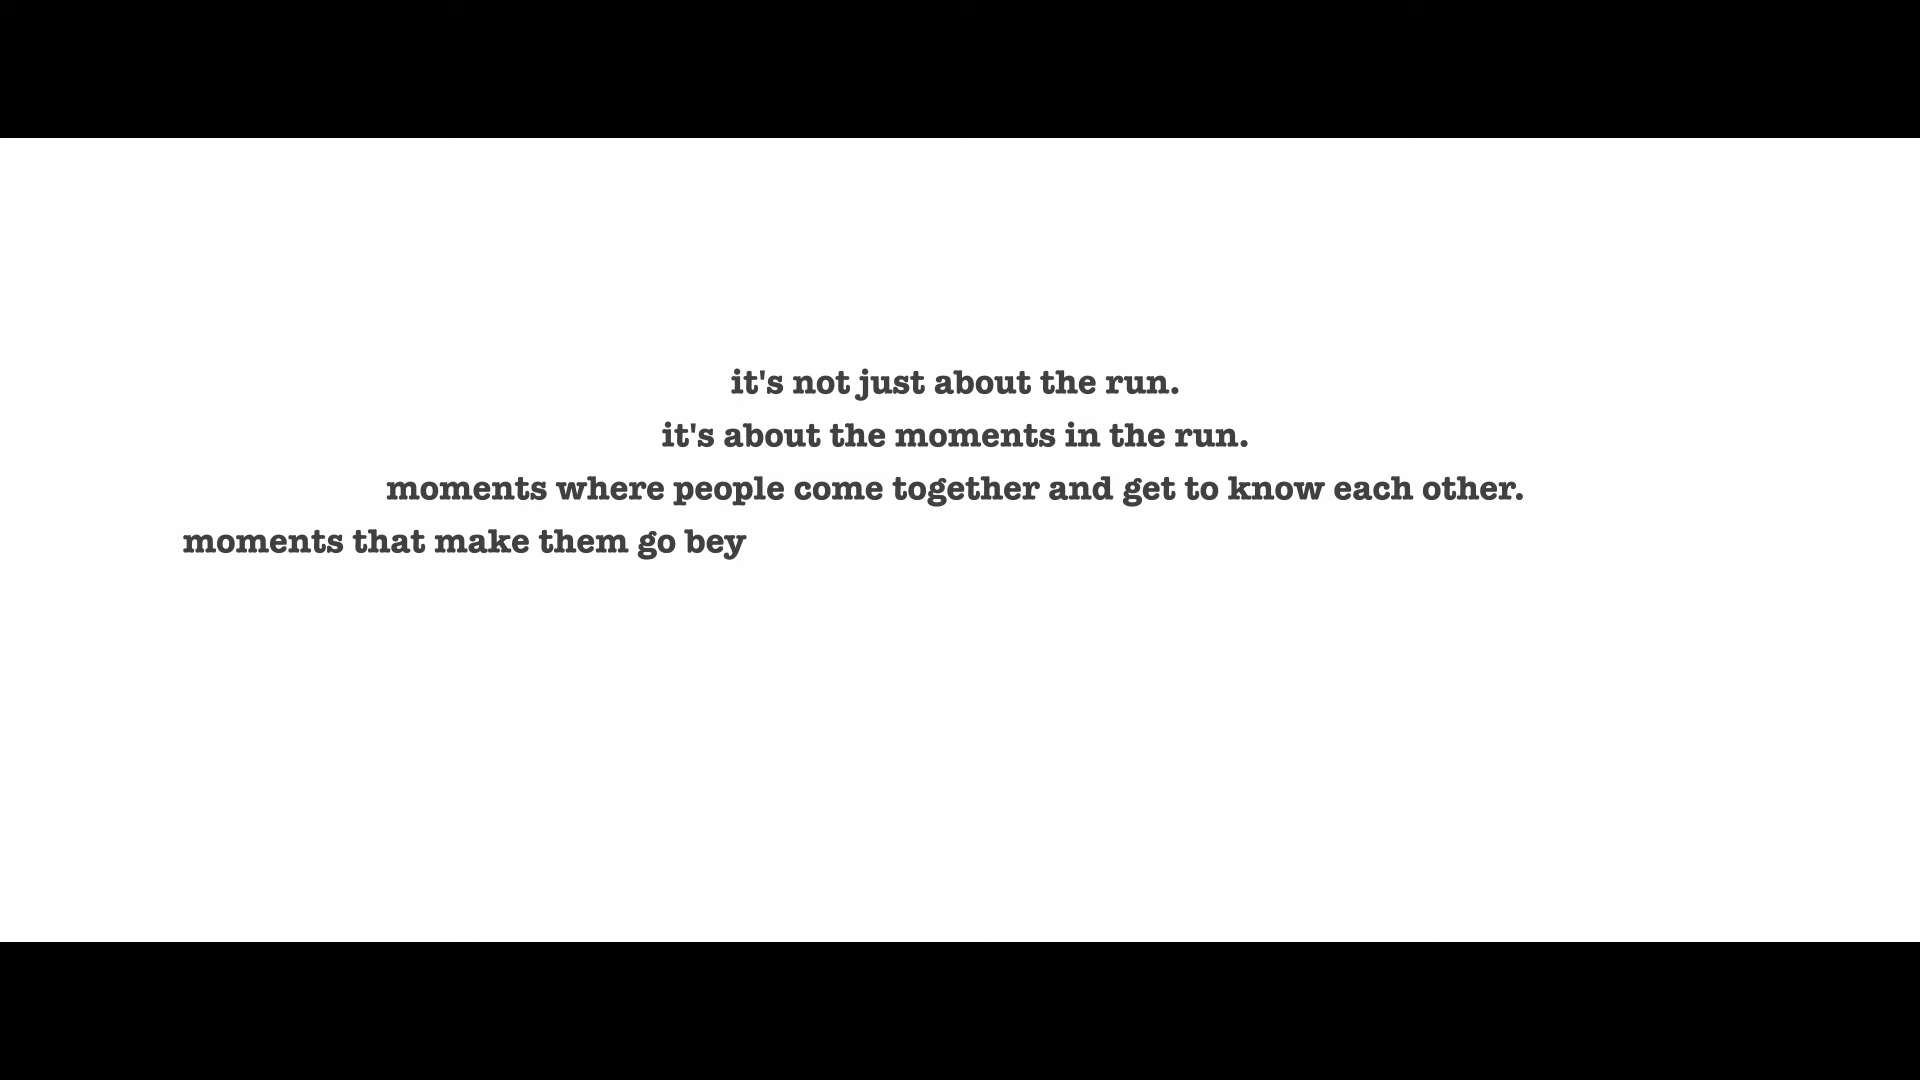 it's not just about the run.
it's about the moments in the run.
moments where people come together and get to know each other.
moments that make them go bey